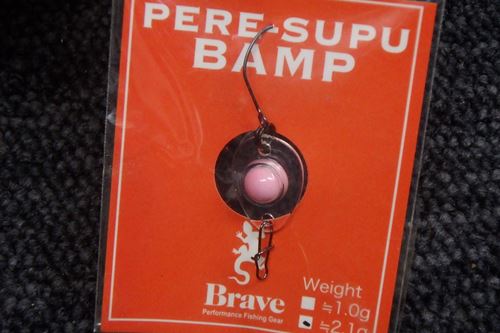 PERE-SUPU
BAMP
Brave
Performance Fishing Gear
Weight
≒1.0g
≒2.1g